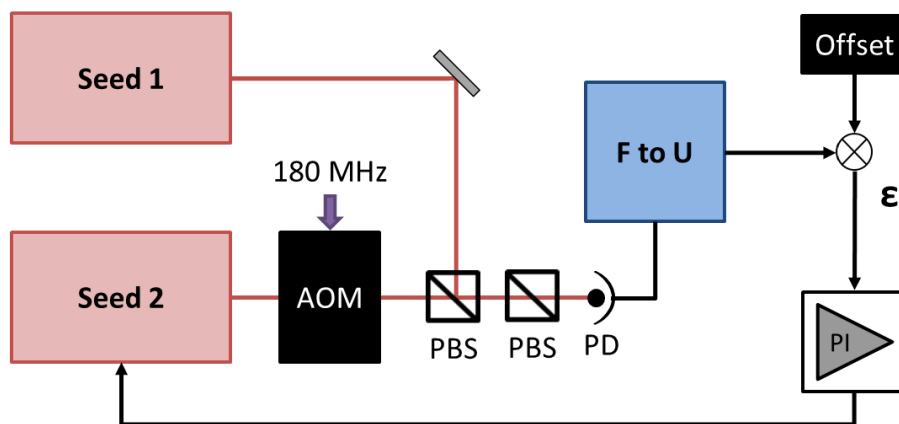 Offset
Seed 1
F to U
180 MHz
ε
Seed 2
AOM
PBS
PBS
PD
PI